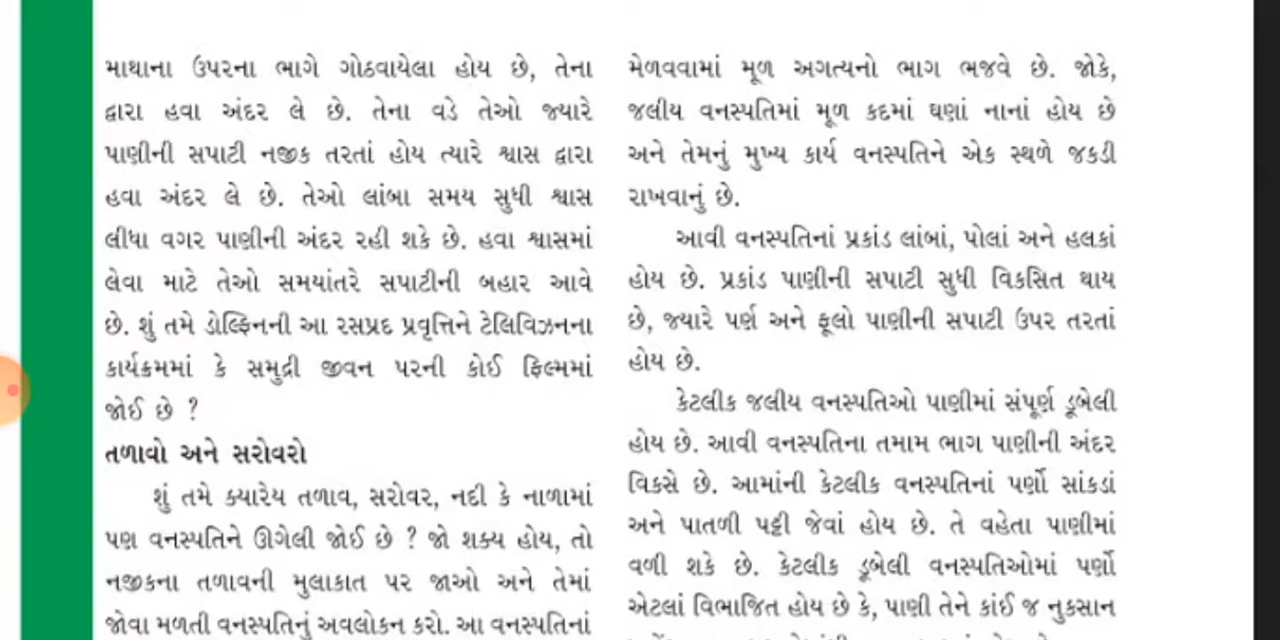 માથાના ઉપરના ભાગે ગોઠવાયેલા હોય છે, તેના
દ્વારા હવા અંદર લે છે. તેના વડે તેઓ જ્યારે
પાણીની સપાટી નજીક તરતાં હોય ત્યારે શ્વાસ દ્વારા
હવા અંદર લે છે. તેઓ લાંબા સમય સુધી શ્વાસ
લીધા વગર પાણીની અંદર રહી શકે છે. હવા શ્વાસમાં
લેવા માટે તેઓ સમયાંતરે સપાટીની બહાર આવે
છે. શું તમે ડોલ્ફિનની આ રસપ્રદ પ્રવૃત્તિને ટેલિવિઝનના
કાર્યક્રમમાં કે સમુદ્રી જીવન પરની કોઈ ફિલ્મમાં
જોઈ છે ?
તળાવો અને સરોવરો
શું તમે ક્યારેય તળાવ, સરોવર, નદી કે નાળામાં
પણ વનસ્પતિને ઊગેલી જોઈ છે ? જો શક્ય હોય, તો
નજીકના તળાવની મુલાકાત પર જાઓ અને તેમાં
જોવા મળતી વનસ્પતિનું અવલોકન કરો. આ વનસ્પતિનાં
મેળવવામાં મૂળ અગત્યનો ભાગ ભજવે છે. જોકે,
જલીય વનસ્પતિમાં મૂળ કદમાં ઘણાં નાનાં હોય છે
અને તેમનું મુખ્ય કાર્ય વનસ્પતિને એક સ્થળે જકડી
રાખવાનું છે.
આવી વનસ્પતિનાં પ્રકાંડ લાંબાં, પોલાં અને હલકાં
હોય છે. પ્રકાંડ પાણીની સપાટી સુધી વિકસિત થાય
છે, જ્યારે પર્ણ અને ફૂલો પાણીની સપાટી ઉપર તરતાં
હોય છે.
કેટલીક જલીય વનસ્પતિઓ પાણીમાં સંપૂર્ણ ડૂબેલી
હોય છે. આવી વનસ્પતિના તમામ ભાગ પાણીની અંદર
વિકસે છે. આમાંની કેટલીક વનસ્પતિનાં પર્ણો સાંકડાં
અને પાતળી પટ્ટી જેવાં હોય છે. તે વહેતા પાણીમાં
વળી શકે છે. કેટલીક ડૂબેલી વનસ્પતિઓમાં પર્ણો
એટલાં વિભાજિત હોય છે કે, પાણી તેને કાંઈ જ નુકસાન